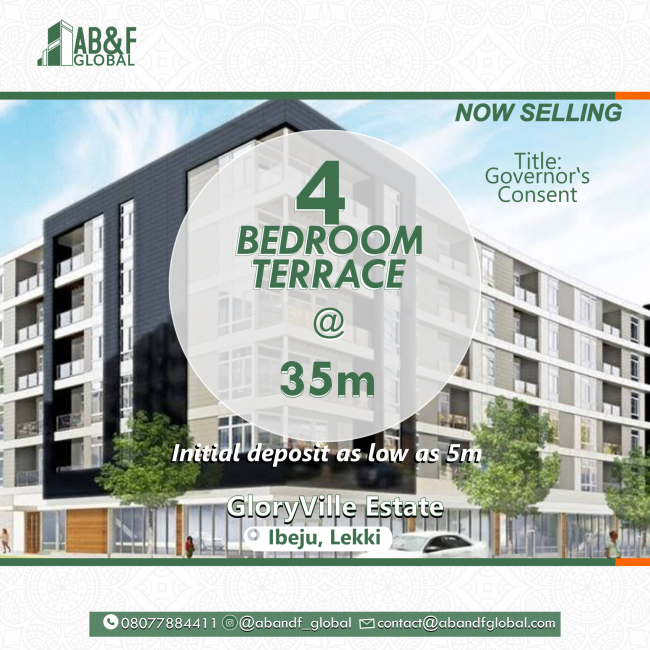 AB&F
GLOBAL
NOW SELLING
Title:
Governor's
Consent
4
BEDROOM
TERRACE
@
35m
Initial deposit as low as 5m
GloryVille Estate
Ibeju, Lekki
08077884411 @abandf_global contact@abandfglobal.com